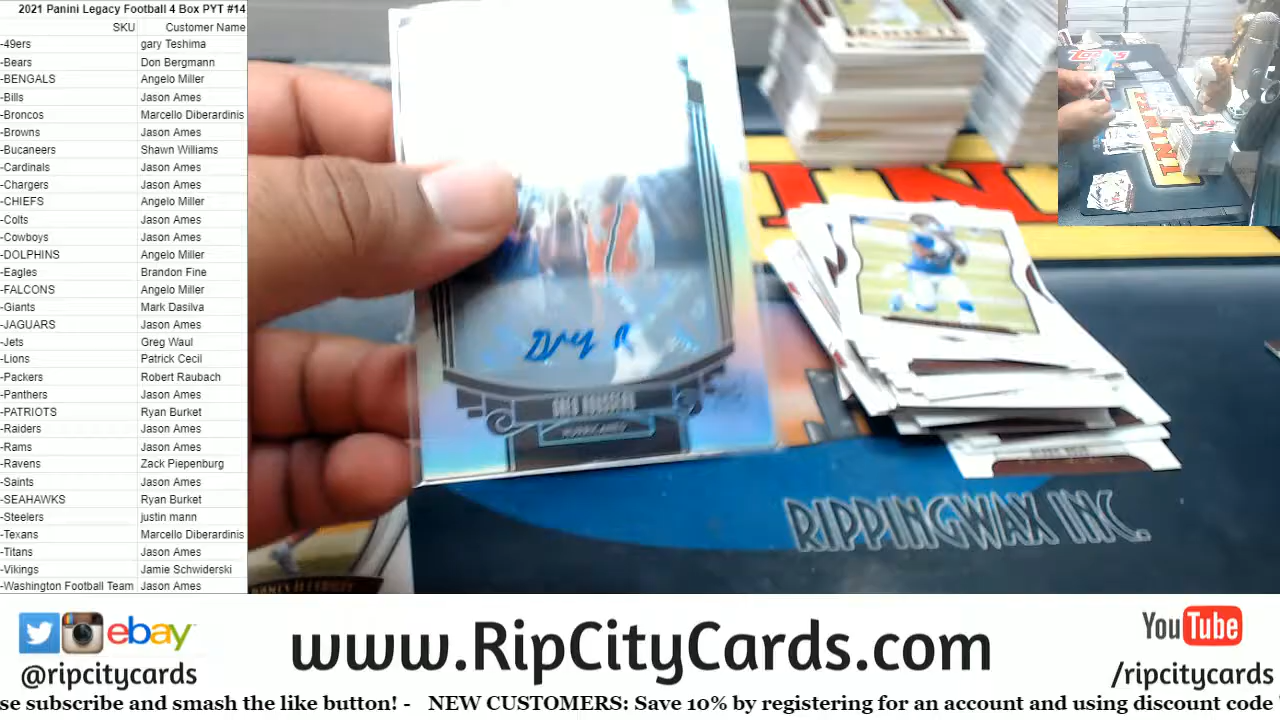 2021 Panini Legacy Football 4 Box PYT #14
SKU Customer Name
-49ers gary Teshima
-Bears Don Bergmann
-BENGALS Angelo Miller
-Bills Jason Ames
-Broncos Marcello Diberardinis
-Browns Jason Ames
-Bucaneers Shawn Williams
-Cardinals Jason Ames
-Chargers Jason Ames
-CHIEFS Angelo Miller
-Colts Jason Ames
-Cowboys Jason Ames
-DOLPHINS Angelo Miller
-Eagles Brandon Fine
-FALCONS Angelo Miller
-Giants Mark Dasilva
-JAGUARS Jason Ames
-Jets Greg Waul
-Lions Patrick Cecil
-Packers Robert Raubach
-Panthers Jason Ames
-PATRIOTS Ryan Burket
-Raiders Jason Ames
-Rams Jason Ames
-Ravens Zack Piepenburg
-Saints Jason Ames
-SEAHAWKS Ryan Burket
-Steelers justin mann
-Texans Marcello Diberardinis
-Titans Jason Ames
-Vikings Jamie Schwiderski
-Washington Football Team Jason Ames
GREG ROUSSEAU
HURRICANES
RIPPINGWAX INC.
PANINI
ebay
@ripcitycards
www.RipCityCards.com
YouTube
/ripcitycards
se subscribe and smash the like button! - NEW CUSTOMERS: Save 10% by registering for an account and using discount code